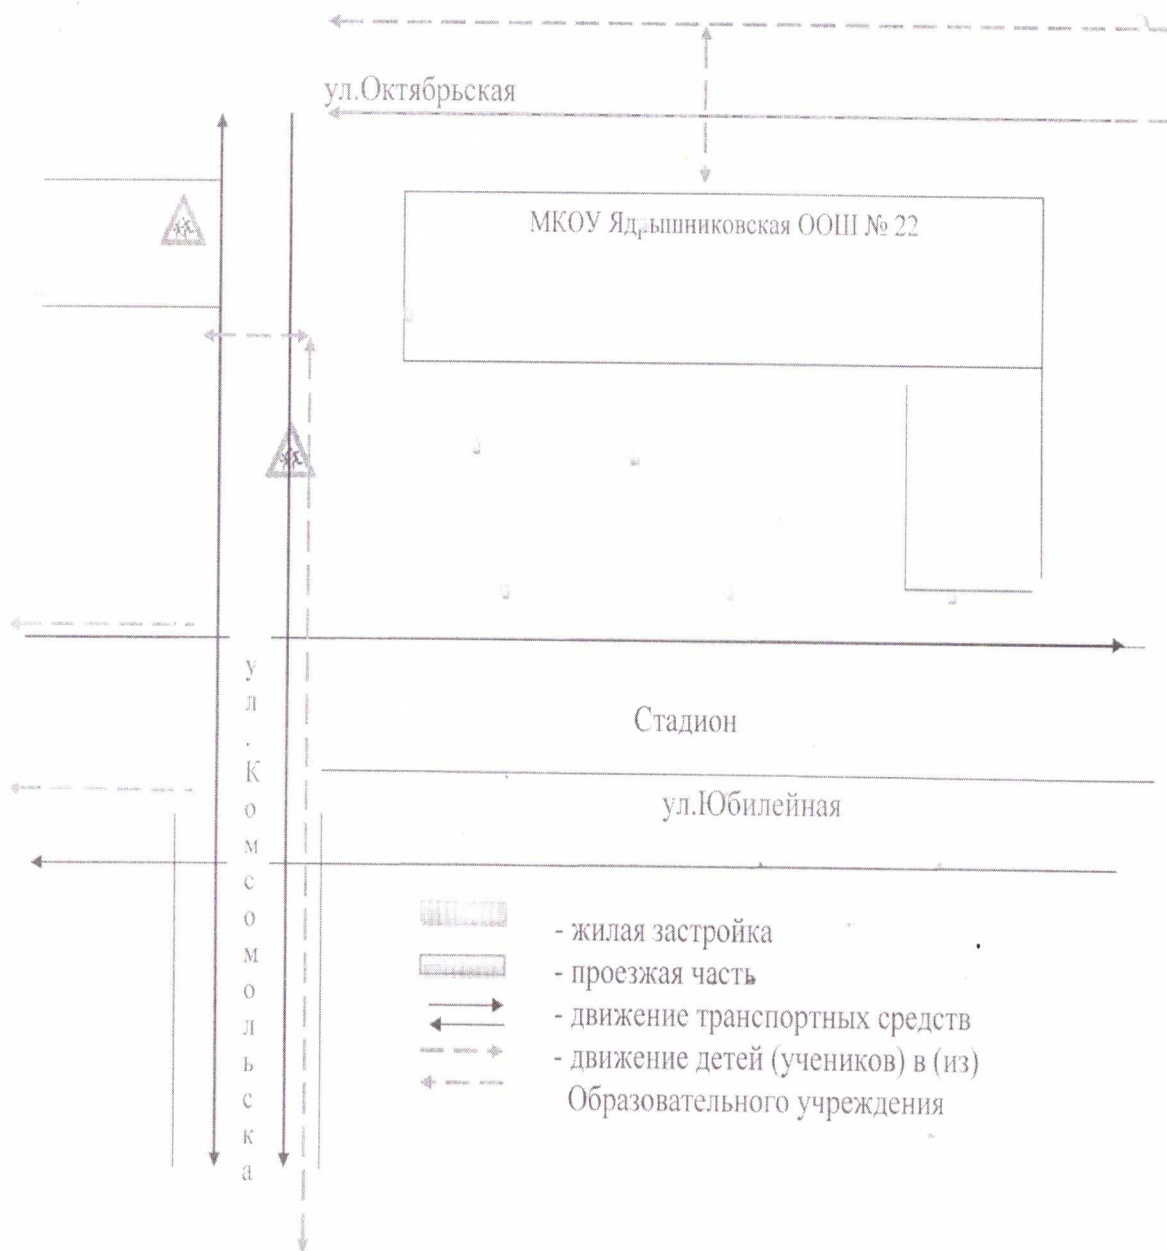 ул.Октябрьская
МКОУ Ядрышниковская ООШ № 22
ул.Комсомольска
Стадион
ул.Юбилейная
- жилая застройка
- проезжая часть
- движение транспортных средств
- движение детей (учеников) в (из)
Образовательного учреждения